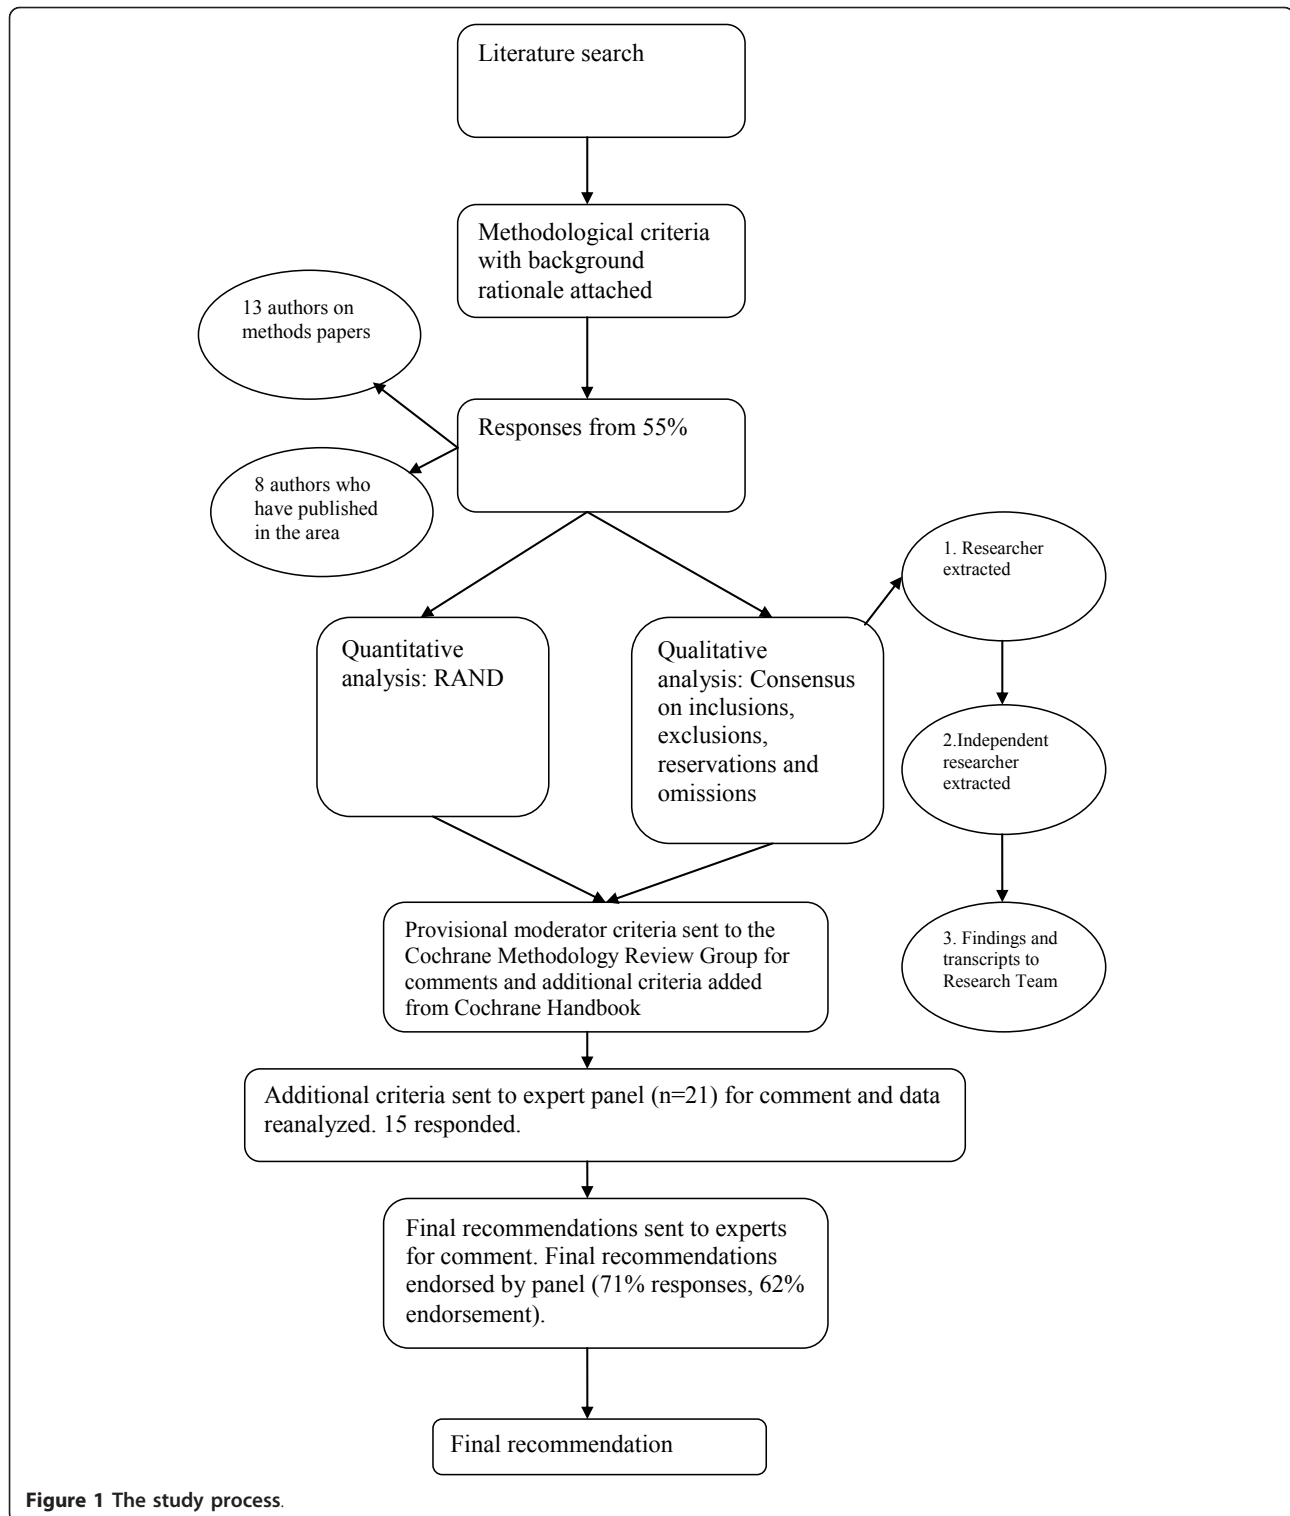 Literature search
Methodological criteria
with background
rationale attached
13 authors on
methods papers
Responses from 55%
8 authors who
have published
in the area
1. Researcher
extracted
Quantitative
analysis: RAND
Qualitative
analysis: Consensus
on inclusions,
exclusions,
reservations and
omissions
2.Independent
researcher
extracted
3. Findings and
transcripts to
Research Team
Provisional moderator criteria sent to the
Cochrane Methodology Review Group for
comments and additional criteria added
from Cochrane Handbook
Additional criteria sent to expert panel (n=21) for comment and data
reanalyzed. 15 responded.
Final recommendations sent to experts
for comment. Final recommendations
endorsed by panel (71% responses, 62%
endorsement).
Final recommendation
Figure 1 The study process.